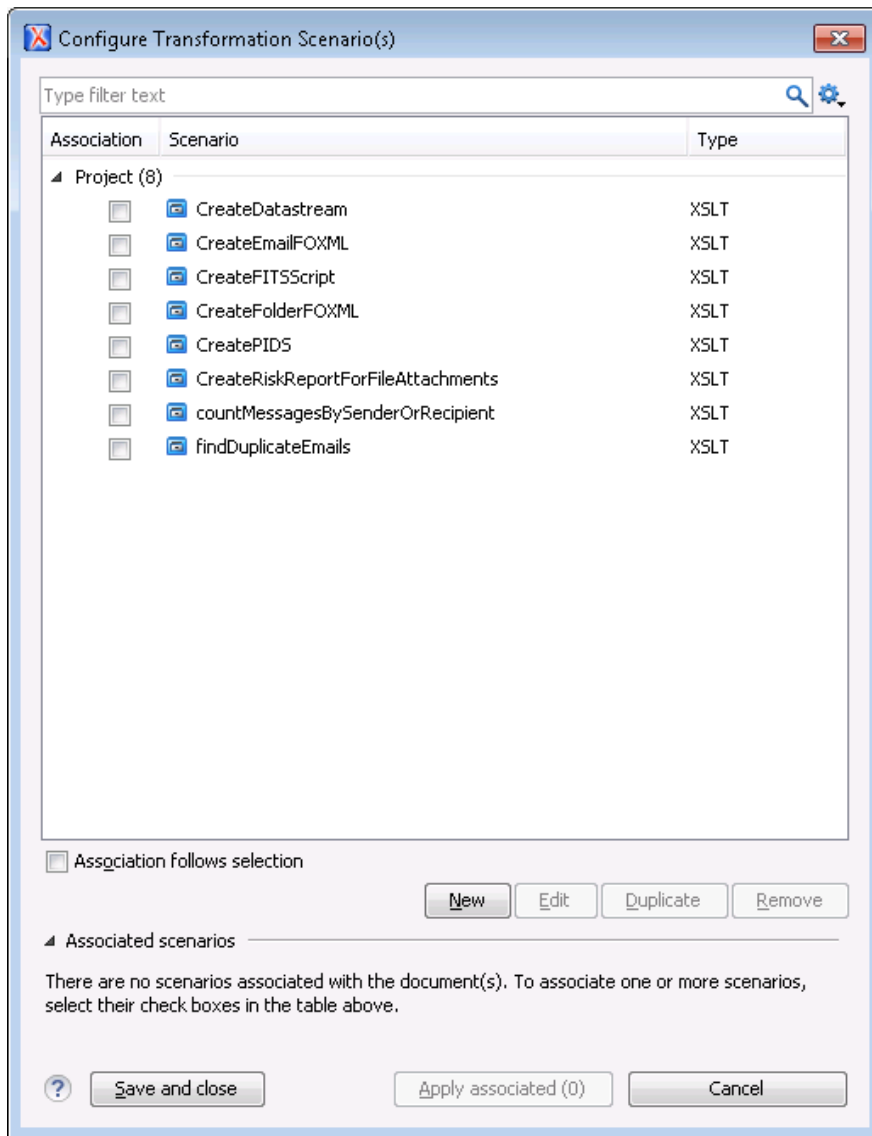 Configure Transformation Scenario(s)
Type filter text
Association Scenario Type
Project (8)
CreateDatastream XSLT
CreateEmailFOXML XSLT
CreateFITSScript XSLT
CreateFolderFOXML XSLT
CreatePIDS XSLT
CreateRiskReportForFileAttachments XSLT
countMessagesBySenderOrRecipient XSLT
findDuplicateEmails XSLT
Association follows selection
New Edit Duplicate Remove
Associated scenarios
There are no scenarios associated with the document(s). To associate one or more scenarios,
select their check boxes in the table above.
? Save and close Apply associated (0) Cancel